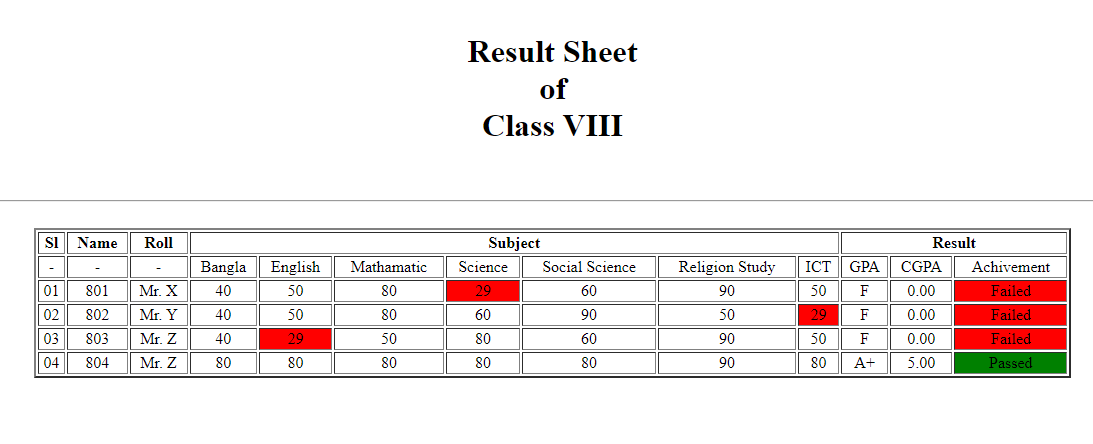 Result Sheet
of
Class VIII
Sl Name Roll Subject Result
- - - Bangla English Mathamatic Science Social Science Religion Study ICT GPA CGPA Achivement
01 801 Mr. X 40 50 80 29 60 90 50 F 0.00 Failed
02 802 Mr. Y 40 50 80 60 90 50 29 F 0.00 Failed
03 803 Mr. Z 40 29 50 80 60 90 50 F 0.00 Failed
04 804 Mr. Z 80 80 80 80 80 90 80 A+ 5.00 Passed